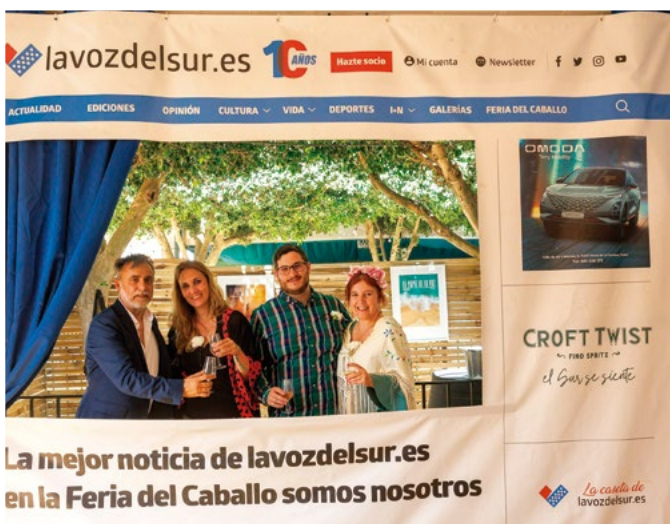 lavozdelsur.es
10 AÑOS
Hazte socio
Mi cuenta
Newsletter
ACTUALIDAD EDICIONES OPINIÓN CULTURA VIDA DEPORTES I+N GALERÍAS FERIA DEL CABALLO
OMODA
CROFT TWIST
FINO SPRITZ
el Sur se siente
La mejor noticia de lavozdelsur.es
en la Feria del Caballo somos nosotros
La caseta de
lavozdelsur.es